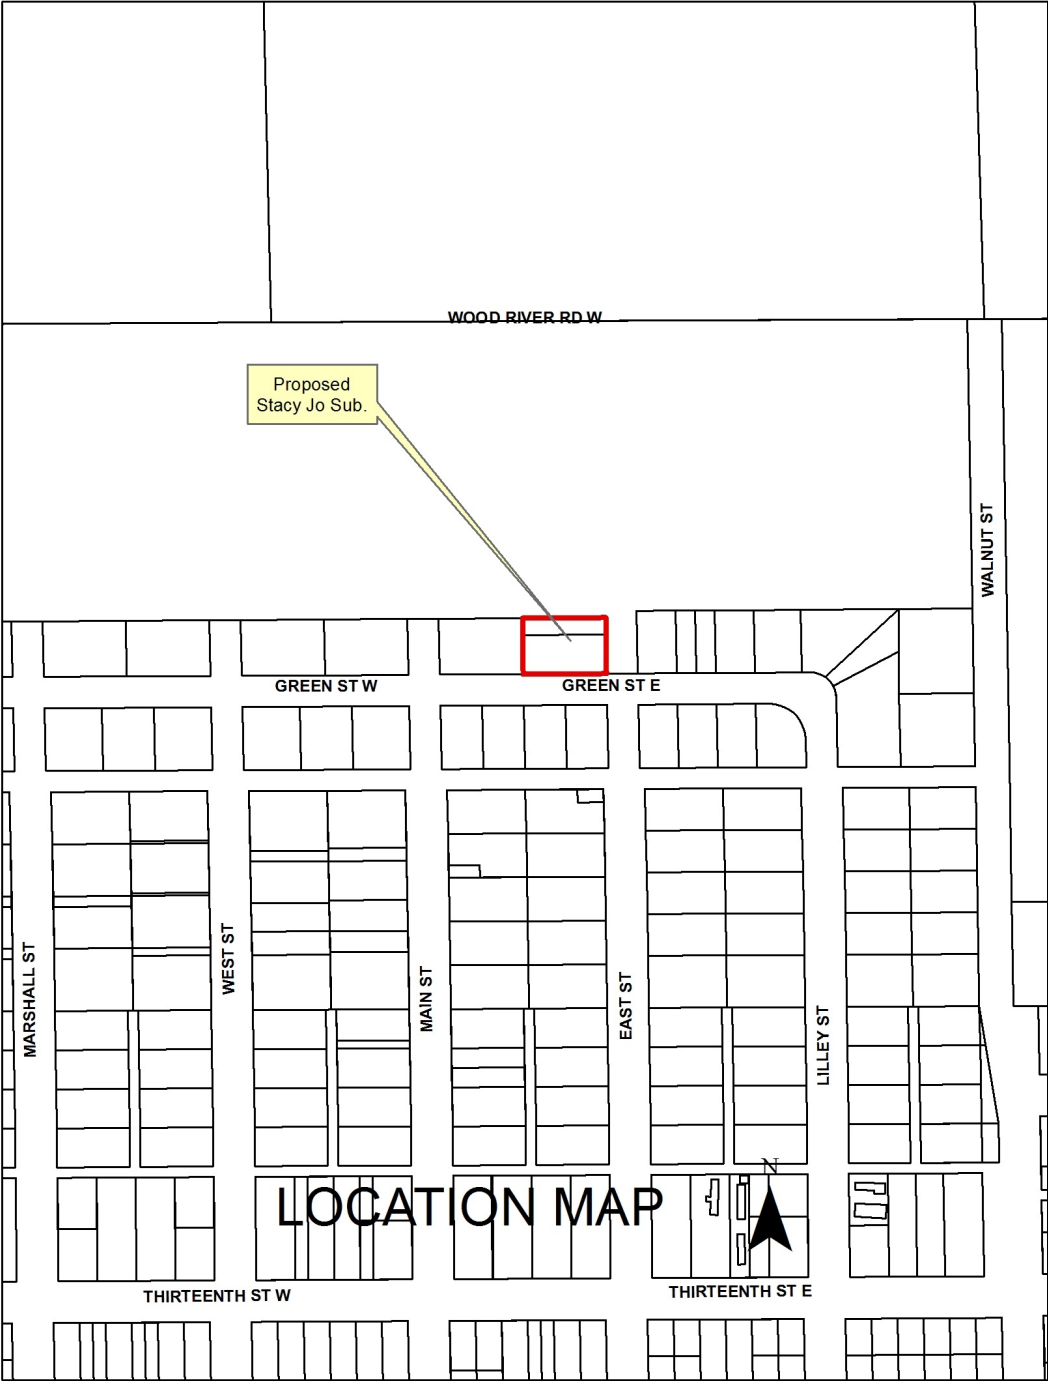 WOOD RIVER RD W
Proposed
Stacy Jo Sub.
WALNUT ST
GREEN ST W
GREEN ST E
MARSHALL ST
WEST ST
MAIN ST
EAST ST
LILLEY ST
N
LOCATION MAP
THIRTEENTH ST W
THIRTEENTH ST E